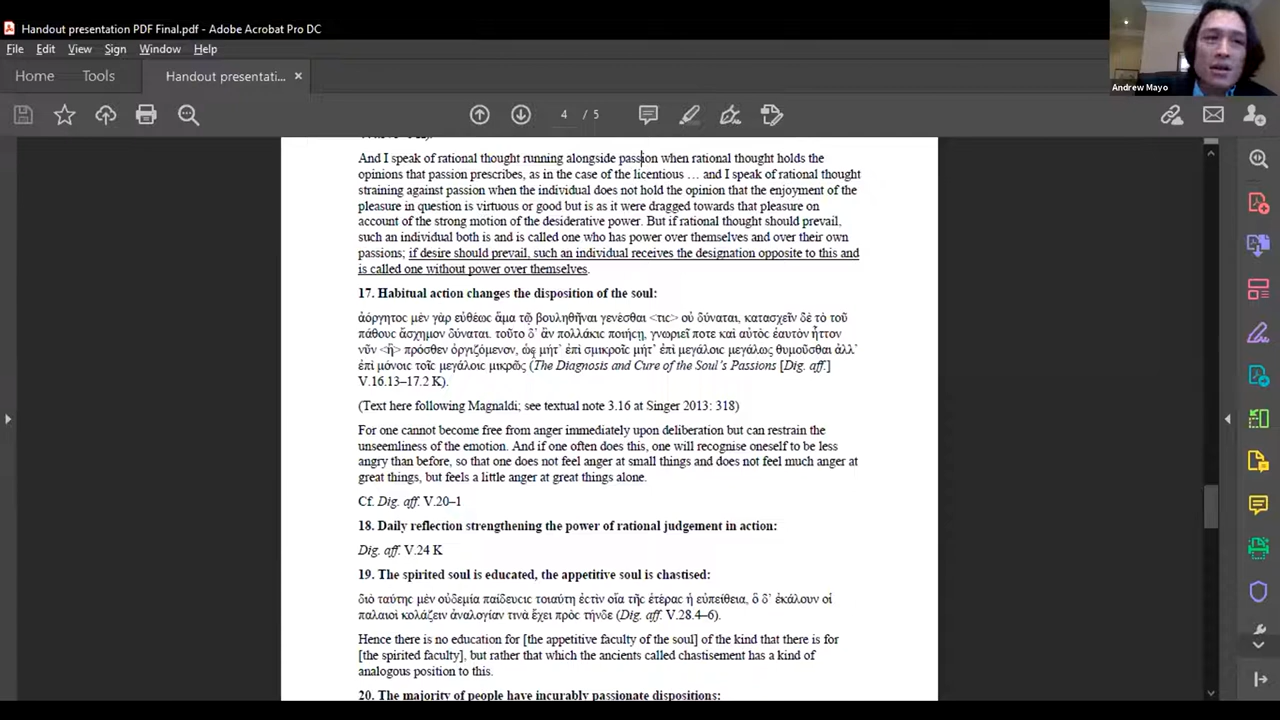 Handout presentation PDF Final.pdf - Adobe Acrobat Pro DC
File Edit View Sign Window Help
Home Tools Handout presentati... ×
4 / 5
Andrew Mayo
And I speak of rational thought running alongside passion when rational thought holds the
opinions that passion prescribes, as in the case of the licentious … and I speak of rational thought
straining against passion when the individual does not hold the opinion that the enjoyment of the
pleasure in question is virtuous or good but is as it were dragged towards that pleasure on
account of the strong motion of the desiderative power. But if rational thought should prevail,
such an individual both is and is called one who has power over themselves and over their own
passions; if desire should prevail, such an individual receives the designation opposite to this and
is called one without power over themselves.
17. Habitual action changes the disposition of the soul:
ἀόργητος μὲν γὰρ εὐθέως ἅμα τῷ βουληθῆναι γενέσθαι <τιϲ> οὐ δύναται, κατασχεῖν δὲ τὸ τοῦ
πάθους ἄσχημον δύναται. τοῦτο δ᾽ ἂν πολλάκις ποιήσῃ, γνωριεῖ ποτε καὶ αὐτὸς ἑαυτὸν ἧττον
νῦν <ἢ> πρόσθεν ὀργιζόμενον, ὡς μήτ᾽ ἐπὶ σμικροῖς μήτ᾽ ἐπὶ μεγάλοις μεγάλως θυμοῦσθαι ἀλλ᾽
ἐπὶ μόνοις τοῖς μεγάλοις μικρῶς (The Diagnosis and Cure of the Soul's Passions [Dig. aff.]
V.16.13–17.2 K).
(Text here following Magnaldi; see textual note 3.16 at Singer 2013: 318)
For one cannot become free from anger immediately upon deliberation but can restrain the
unseemliness of the emotion. And if one often does this, one will recognise oneself to be less
angry than before, so that one does not feel anger at small things and does not feel much anger at
great things, but feels a little anger at great things alone.
Cf. Dig. aff. V.20–1
18. Daily reflection strengthening the power of rational judgement in action:
Dig. aff. V.24 K
19. The spirited soul is educated, the appetitive soul is chastised:
διὸ ταύτης μὲν οὐδεμία παίδευϲιϲ τοιαύτη ἐϲτὶν οἵα τῆϲ ἑτέραϲ ἡ εὐπείθεια, ὃ δ᾽ ἐκάλουν οἱ
παλαιοὶ κολάζειν ἀναλογίαν τινὰ ἔχει πρὸϲ τήνδε (Dig. aff. V.28.4–6).
Hence there is no education for [the appetitive faculty of the soul] of the kind that there is for
[the spirited faculty], but rather that which the ancients called chastisement has a kind of
analogous position to this.
20. The majority of people have incurably passionate dispositions: